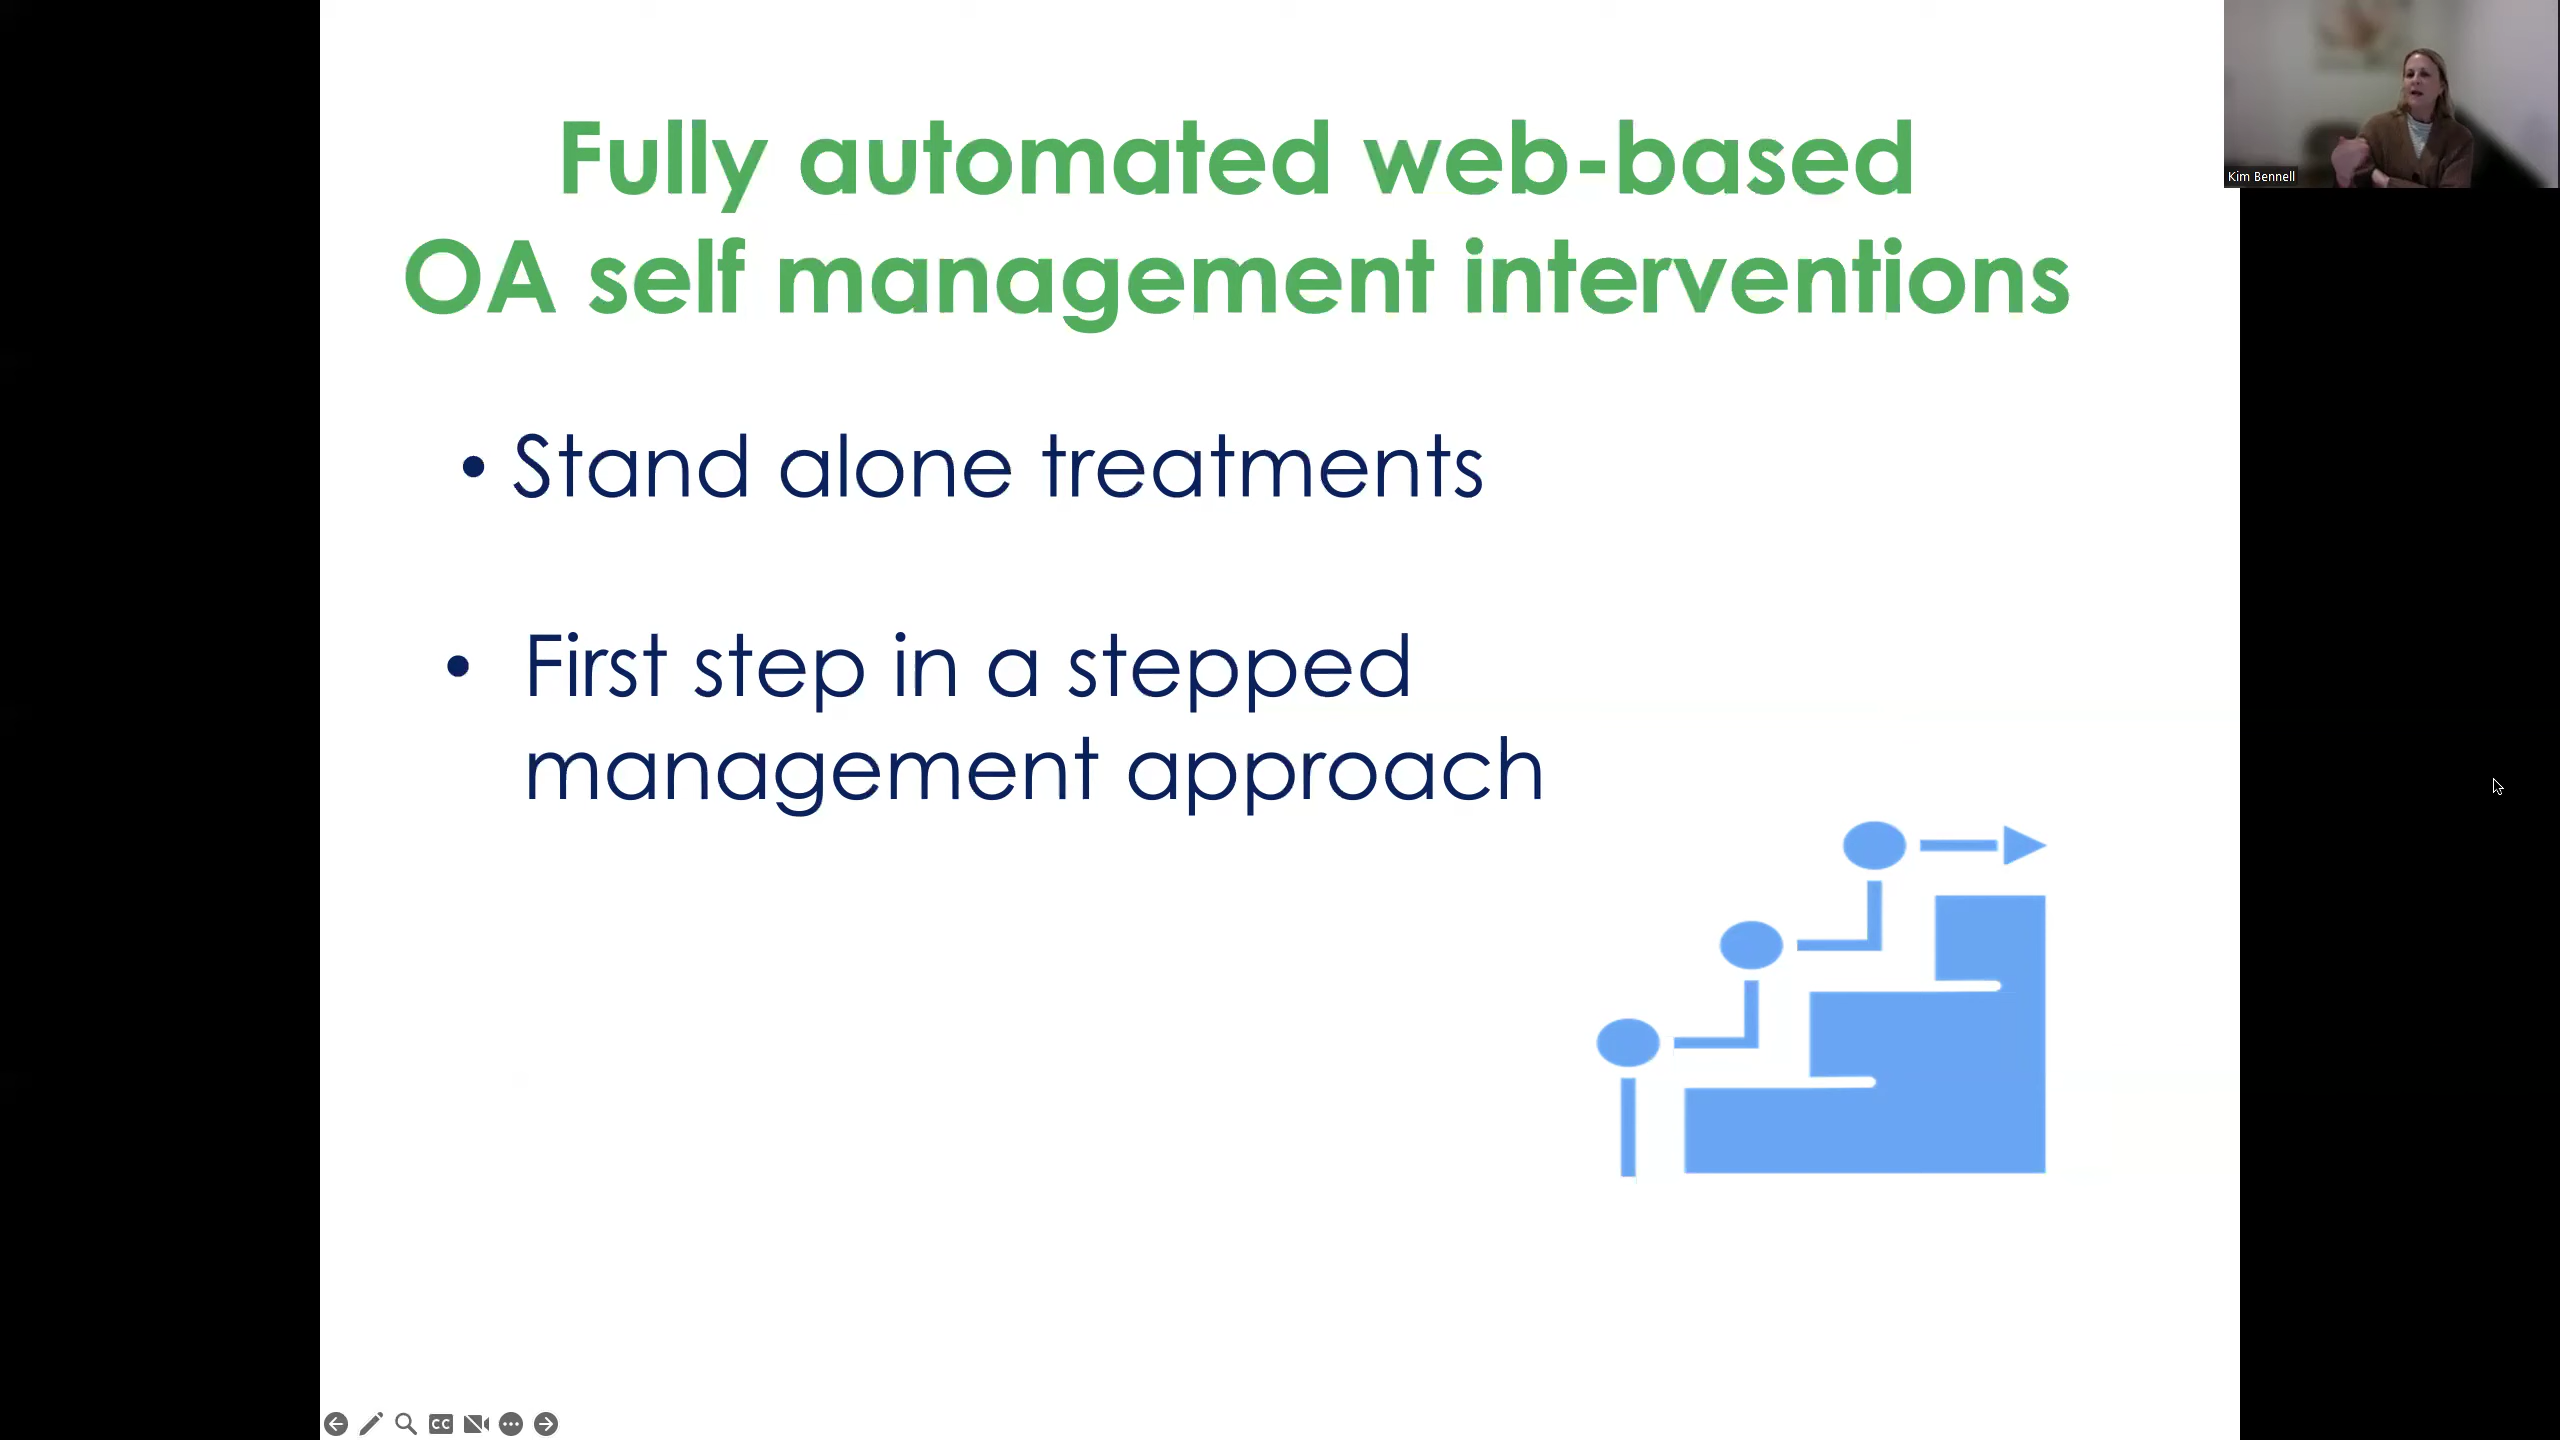 Fully automated web-based
OA self management interventions
• Stand alone treatments
• First step in a stepped
management approach
Kim Bennell
CC